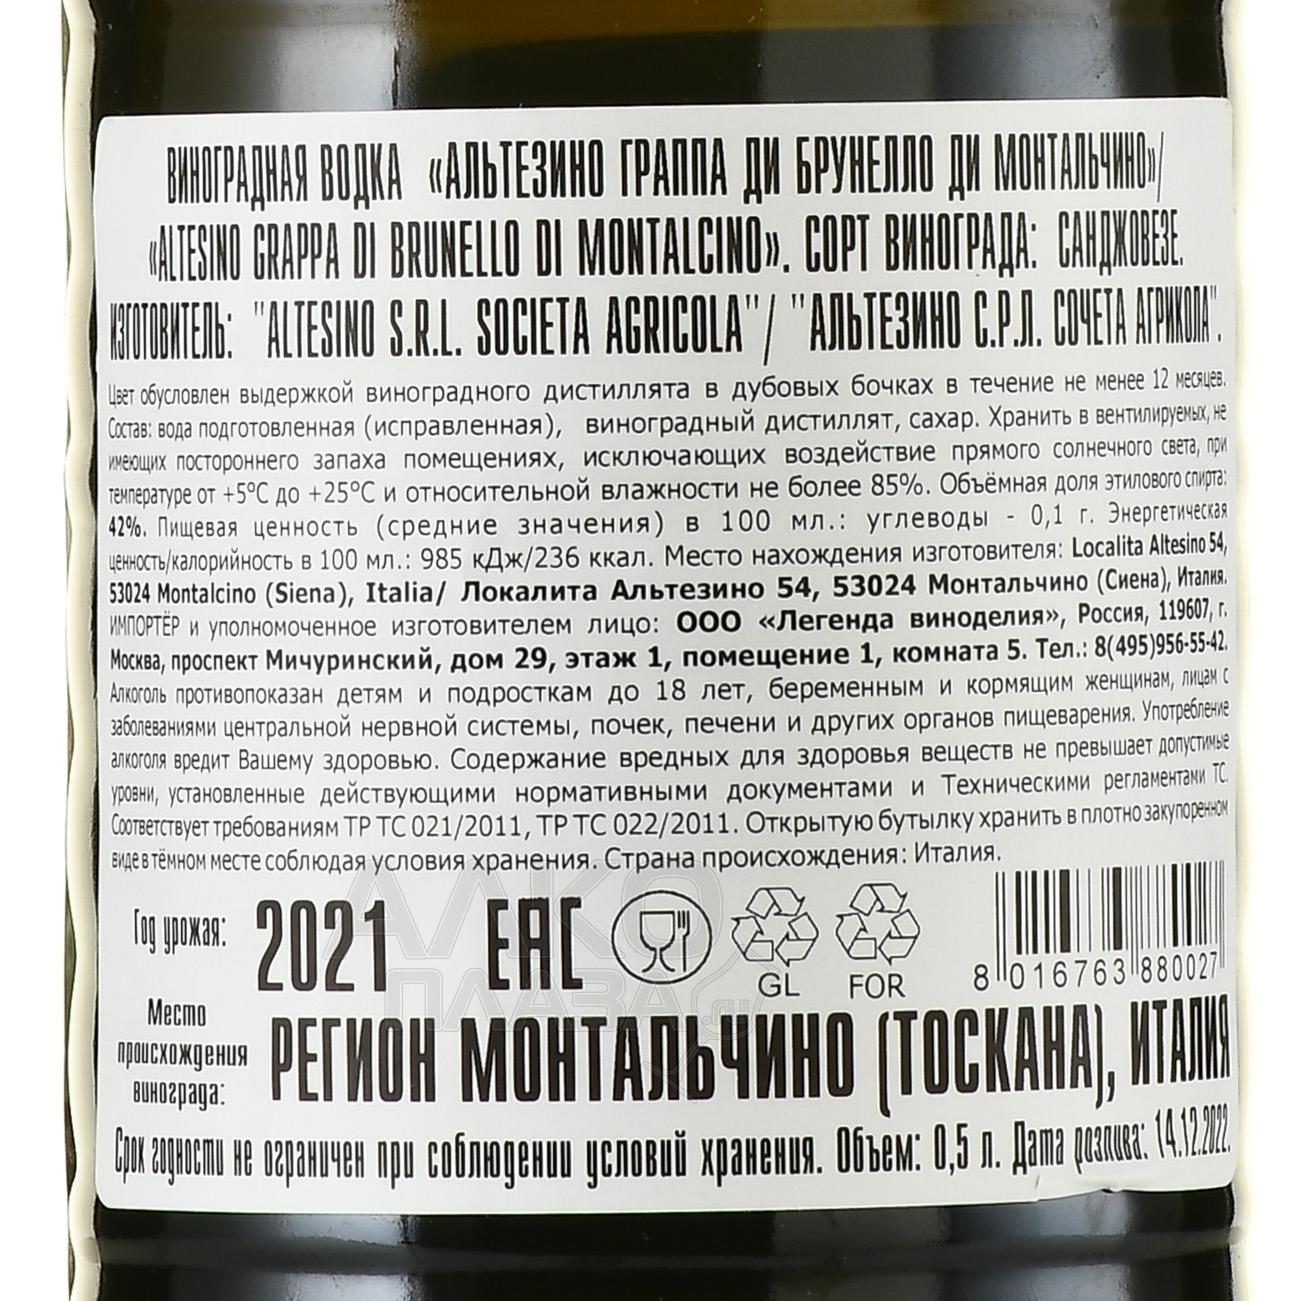 ВИНОГРАДНАЯ ВОДКА «АЛЬТЕЗИНО ГРАППА ДИ БРУНЕЛЛО ДИ МОНТАЛЬЧИНО»/
«ALTESINO GRAPPA DI BRUNELLO DI MONTALCINO». СОРТ ВИНОГРАДА: САНДЖОВЕЗЕ.
ИЗГОТОВИТЕЛЬ: "ALTESINO S.R.L. SOCIETA AGRICOLA"/ "АЛЬТЕЗИНО С.Р.Л. СОЧЕТА АГРИКОЛА".
Цвет обусловлен выдержкой виноградного дистиллята в дубовых бочках в течение не менее 12 месяцев.
Состав: вода подготовленная (исправленная), виноградный дистиллят, сахар. Хранить в вентилируемых, не
имеющих постороннего запаха помещениях, исключающих воздействие прямого солнечного света, при
температуре от +5°С до +25°С и относительной влажности не более 85%. Объёмная доля этилового спирта:
42%. Пищевая ценность (средние значения) в 100 мл.: углеводы - 0,1 г. Энергетическая
ценность/калорийность в 100 мл.: 985 кДж/236 ккал. Место нахождения изготовителя: Localita Altesino 54,
53024 Montalcino (Siena), Italia/ Локалита Альтезино 54, 53024 Монтальчино (Сиена), Италия.
ИМПОРТЁР и уполномоченное изготовителем лицо: ООО «Легенда виноделия», Россия, 119607, г.
Москва, проспект Мичуринский, дом 29, этаж 1, помещение 1, комната 5. Тел.: 8(495)956-55-42.
Алкоголь противопоказан детям и подросткам до 18 лет, беременным и кормящим женщинам, лицам с
заболеваниями центральной нервной системы, почек, печени и других органов пищеварения. Употребление
алкоголя вредит Вашему здоровью. Содержание вредных для здоровья веществ не превышает допустимые
уровни, установленные действующими нормативными документами и Техническими регламентами ТС.
Соответствует требованиям ТР ТС 021/2011, ТР ТС 022/2011. Открытую бутылку хранить в плотно закупоренном
виде в тёмном месте соблюдая условия хранения. Страна происхождения: Италия.
Год урожая: 2021 ЕАС
GL FOR
8 016763 880027
АЛКО
ПЛАЗА.ru
Место
происхождения
винограда:
РЕГИОН МОНТАЛЬЧИНО (ТОСКАНА), ИТАЛИЯ
Срок годности не ограничен при соблюдении условий хранения. Объем: 0,5 л. Дата розлива: 14.12.2022.